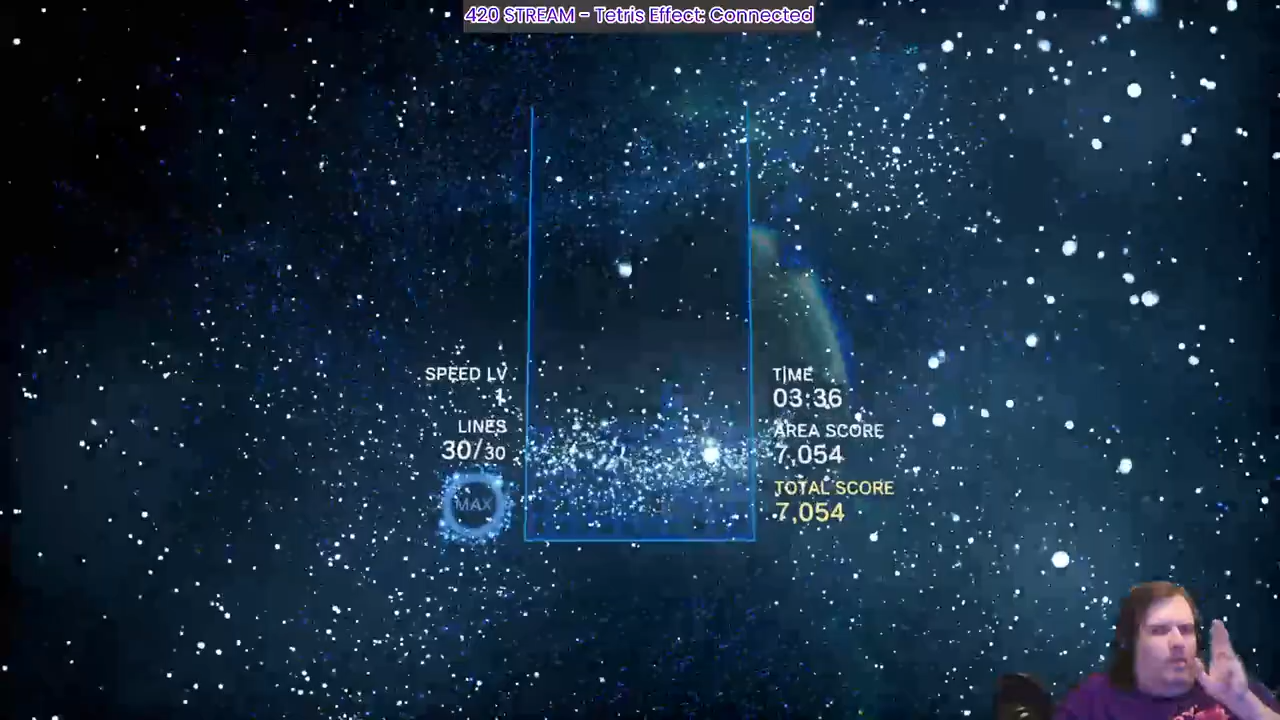 420 STREAM - Tetris Effect: Connected
SPEED LV
1
LINES
30/30
MAX
TIME
03:36
AREA SCORE
7,054
TOTAL SCORE
7,054